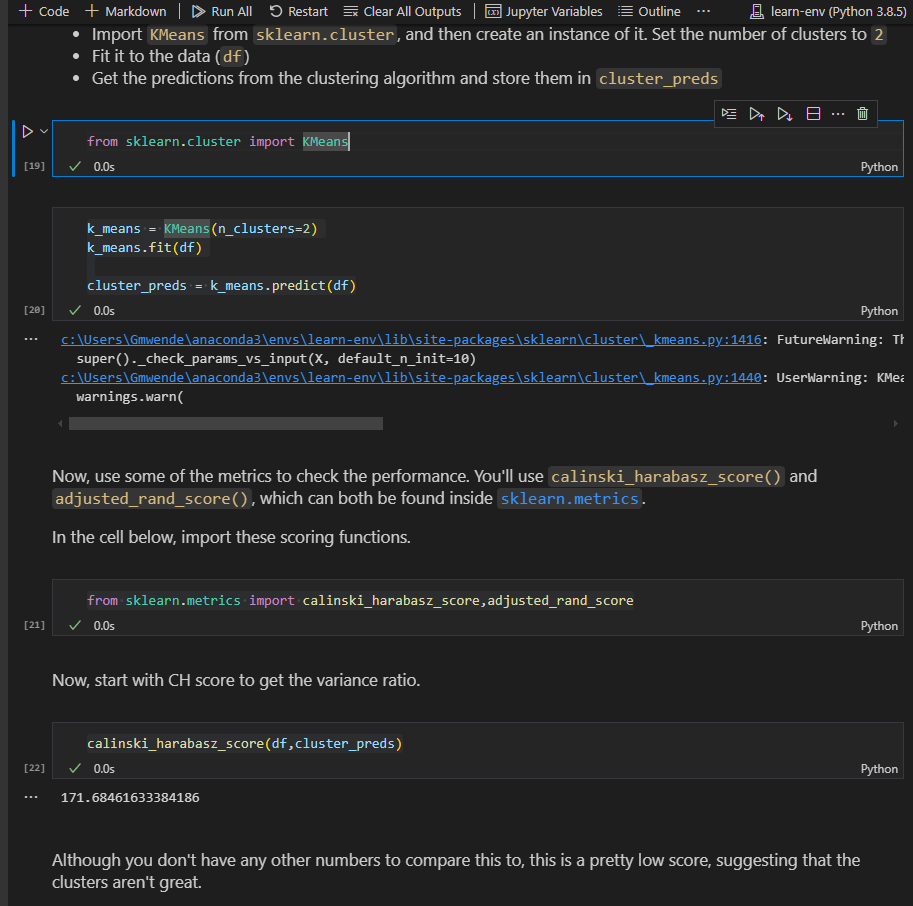 Code Markdown Run All Restart Clear All Outputs Jupyter Variables Outline ... learn-env (Python 3.8.5)
• Import KMeans from sklearn.cluster, and then create an instance of it. Set the number of clusters to 2
• Fit it to the data (df)
• Get the predictions from the clustering algorithm and store them in cluster_preds
from sklearn.cluster import KMeans
[19] 0.0s Python
k_means = KMeans(n_clusters=2)
k_means.fit(df)
cluster_preds = k_means.predict(df)
[20] 0.0s Python
c:\Users\Gmwende\anaconda3\envs\learn-env\lib\site-packages\sklearn\cluster\_kmeans.py:1416: FutureWarning: Th
super()._check_params_vs_input(X, default_n_init=10)
c:\Users\Gmwende\anaconda3\envs\learn-env\lib\site-packages\sklearn\cluster\_kmeans.py:1440: UserWarning: KMea
warnings.warn(
Now, use some of the metrics to check the performance. You'll use calinski_harabasz_score() and
adjusted_rand_score(), which can both be found inside sklearn.metrics.
In the cell below, import these scoring functions.
from sklearn.metrics import calinski_harabasz_score,adjusted_rand_score
[21] 0.0s Python
Now, start with CH score to get the variance ratio.
calinski_harabasz_score(df,cluster_preds)
[22] 0.0s Python
171.68461633384186
Although you don't have any other numbers to compare this to, this is a pretty low score, suggesting that the
clusters aren't great.